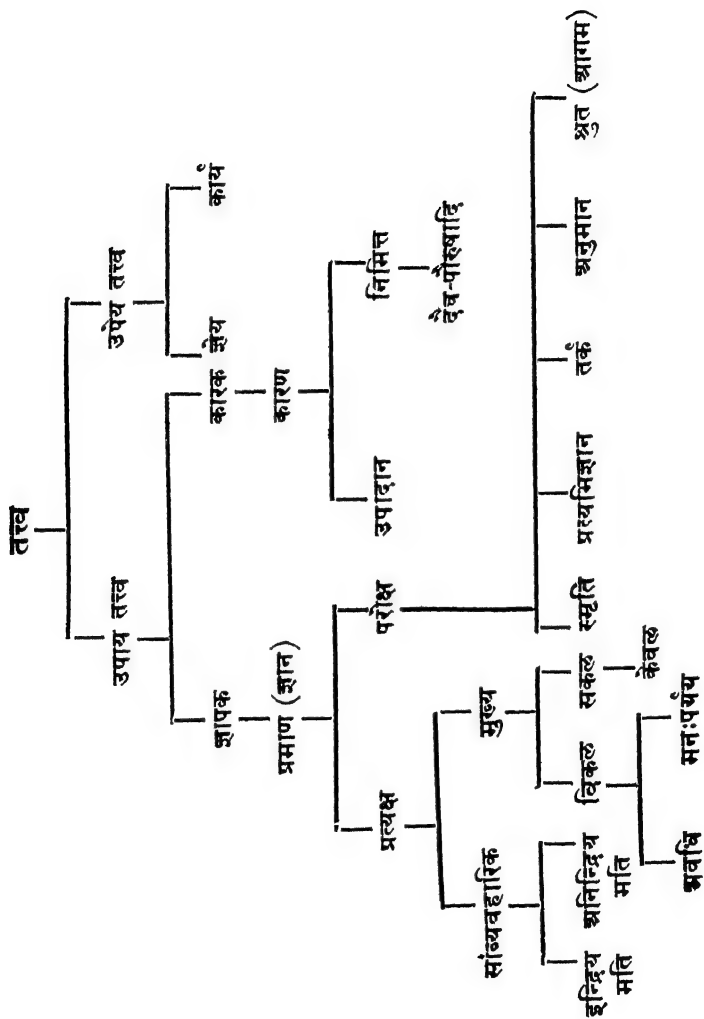 तत्त्व
उपाय तत्त्व उपेय तत्त्व
ज्ञापक कारक ज्ञेय कार्य
प्रमाण (ज्ञान) कारण
प्रत्यक्ष परोक्ष उपादान निमित्त
दैव-पौरुषादि
सांव्यवहारिक मुख्य
इन्द्रिय मति अनिन्द्रिय मति विकल सकल स्मृति प्रत्यभिज्ञान तर्क अनुमान श्रुत (आगम)
केवल
अवधि मनःपर्यय